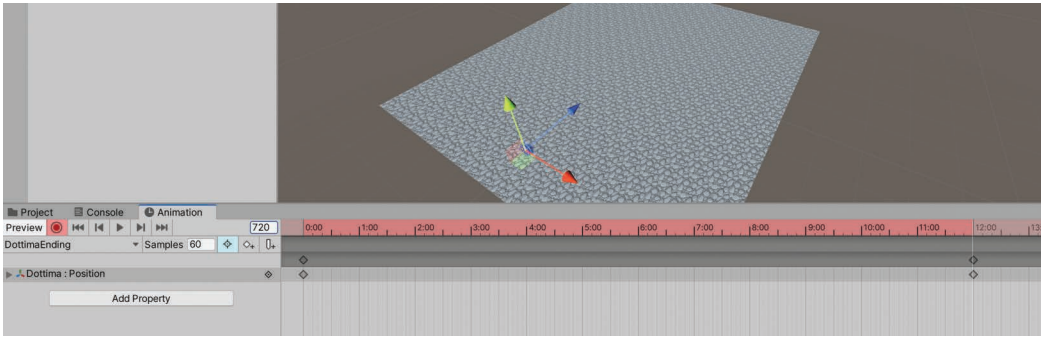 Project Console Animation
Preview 720 0:00 1:00 2:00 3:00 4:00 5:00 6:00 7:00 8:00 9:00 10:00 11:00 12:00 13:
DottimaEnding Samples 60
Dottima : Position
Add Property